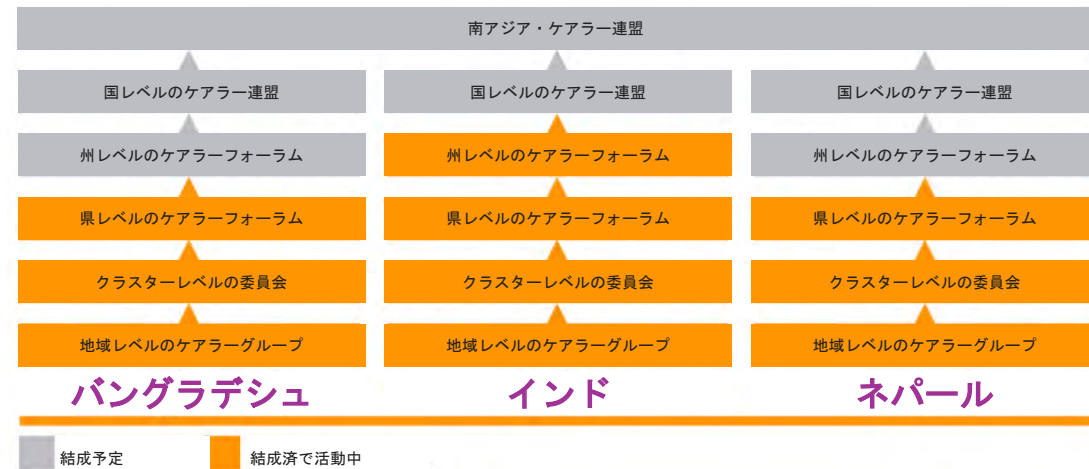 南アジア・ケアラー連盟
国レベルのケアラー連盟
国レベルのケアラー連盟
国レベルのケアラー連盟
州レベルのケアラーフォーラム
州レベルのケアラーフォーラム
州レベルのケアラーフォーラム
県レベルのケアラーフォーラム
県レベルのケアラーフォーラム
県レベルのケアラーフォーラム
クラスターレベルの委員会
クラスターレベルの委員会
クラスターレベルの委員会
地域レベルのケアラーグループ
地域レベルのケアラーグループ
地域レベルのケアラーグループ
バングラデシュ
インド
ネパール
結成予定
結成済で活動中